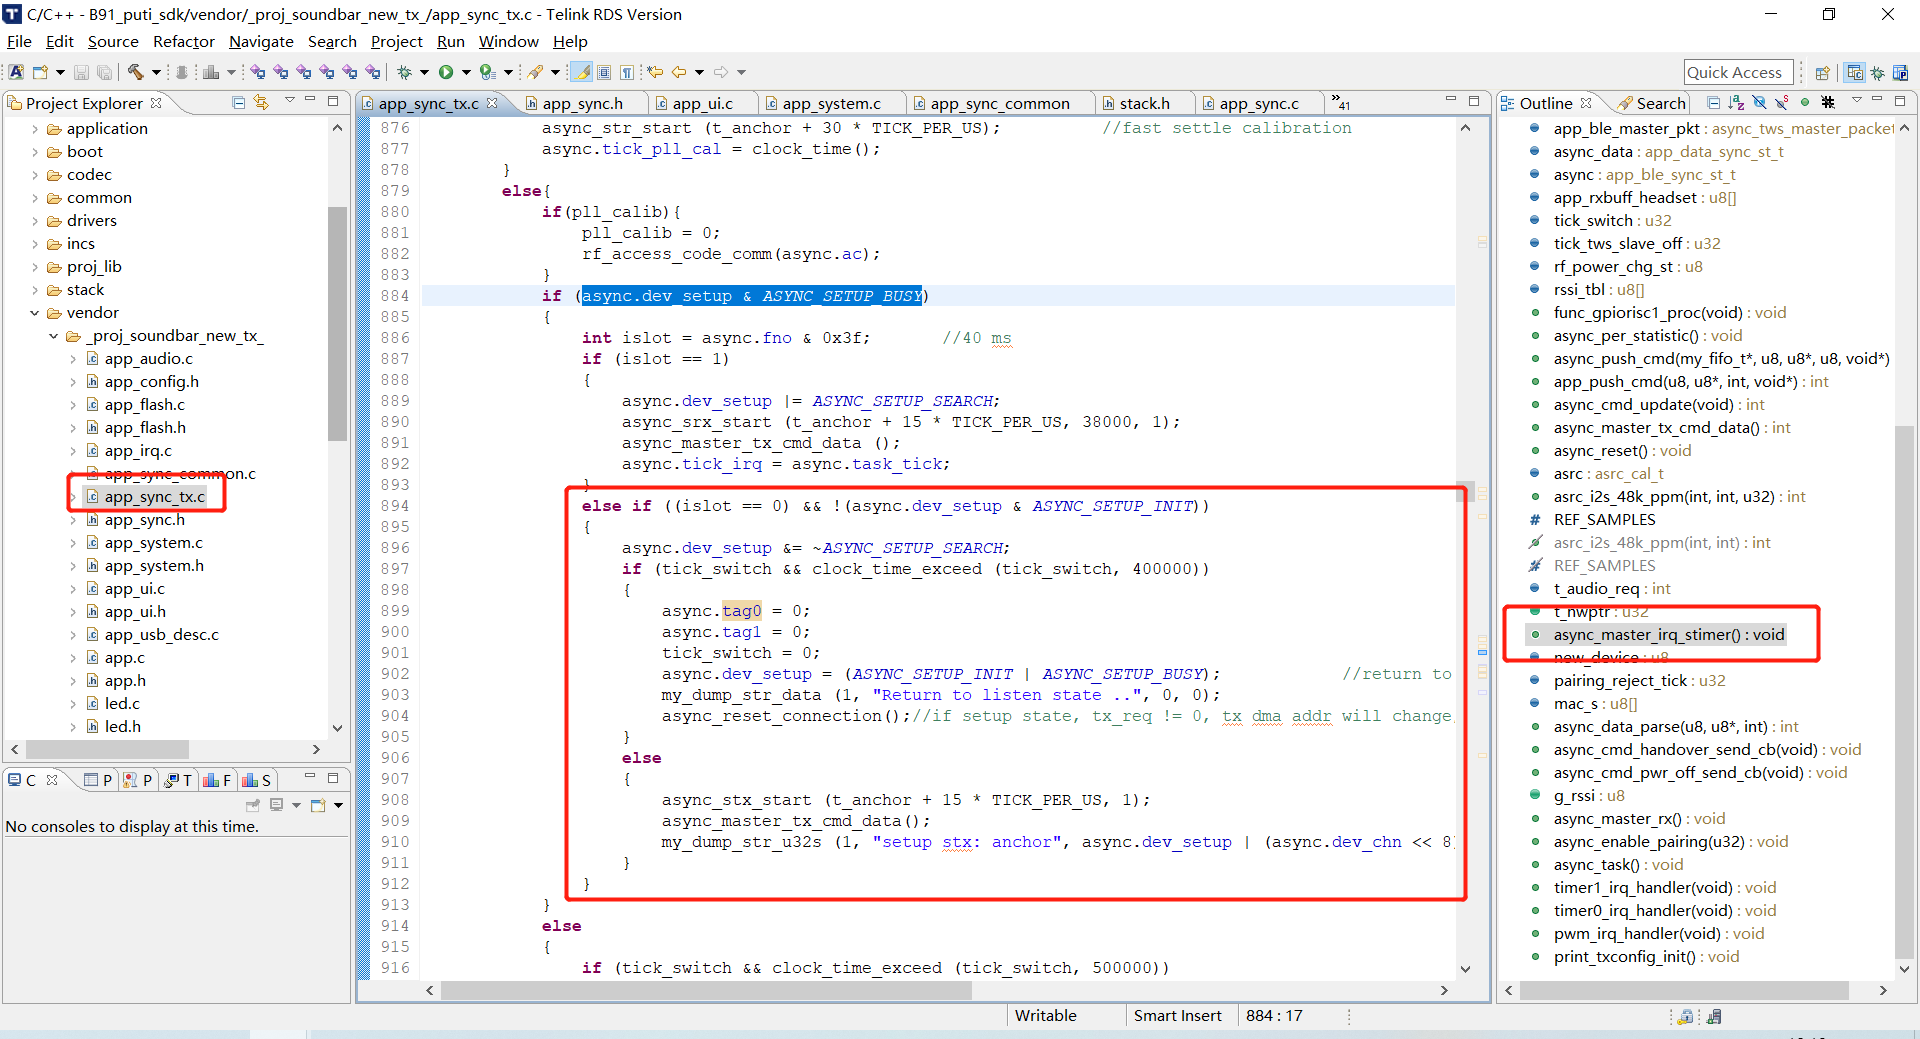 C/C++ - B91_puti_sdk/vendor/_proj_soundbar_new_tx_/app_sync_tx.c - Telink RDS Version
File Edit Source Refactor Navigate Search Project Run Window Help
Quick Access
Project Explorer
application
boot
codec
common
drivers
incs
proj_lib
stack
vendor
_proj_soundbar_new_tx_
app_audio.c
app_config.h
app_flash.c
app_flash.h
app_irq.c
app_sync_common.c
app_sync_tx.c
app_sync.h
app_system.c
app_system.h
app_ui.c
app_ui.h
app_usb_desc.c
app.c
app.h
led.c
led.h
C P P T F S
No consoles to display at this time.
app_sync_tx.c app_sync.h app_ui.c app_system.c app_sync_common stack.h app_sync.c 41
876 async_str_start (t_anchor + 30 * TICK_PER_US); //fast settle calibration
877 async.tick_pll_cal = clock_time();
878 }
879 else{
880 if(pll_calib){
881 pll_calib = 0;
882 rf_access_code_comm(async.ac);
883 }
884 if (async.dev_setup & ASYNC_SETUP_BUSY)
885 {
886 int islot = async.fno & 0x3f; //40 ms
887 if (islot == 1)
888 {
889 async.dev_setup |= ASYNC_SETUP_SEARCH;
890 async_srx_start (t_anchor + 15 * TICK_PER_US, 38000, 1);
891 async_master_tx_cmd_data ();
892 async.tick_irq = async.task_tick;
893 }
894 else if ((islot == 0) && !(async.dev_setup & ASYNC_SETUP_INIT))
895 {
896 async.dev_setup &= ~ASYNC_SETUP_SEARCH;
897 if (tick_switch && clock_time_exceed (tick_switch, 400000))
898 {
899 async.tag0 = 0;
900 async.tag1 = 0;
901 tick_switch = 0;
902 async.dev_setup = (ASYNC_SETUP_INIT | ASYNC_SETUP_BUSY); //return to
903 my_dump_str_data (1, "Return to listen state ..", 0, 0);
904 async_reset_connection();//if setup state, tx_req != 0, tx dma addr will change,
905 }
906 else
907 {
908 async_stx_start (t_anchor + 15 * TICK_PER_US, 1);
909 async_master_tx_cmd_data();
910 my_dump_str_u32s (1, "setup stx: anchor", async.dev_setup | (async.dev_chn << 8)
911 }
912 }
913 }
914 else
915 {
916 if (tick_switch && clock_time_exceed (tick_switch, 500000))
Outline Search
app_ble_master_pkt : async_tws_master_packet
async_data : app_data_sync_st_t
async : app_ble_sync_st_t
app_rxbuff_headset : u8[]
tick_switch : u32
tick_tws_slave_off : u32
rf_power_chg_st : u8
rssi_tbl : u8[]
func_gpiorisc1_proc(void) : void
async_per_statistic() : void
async_push_cmd(my_fifo_t*, u8, u8*, u8, void*)
app_push_cmd(u8, u8*, int, void*) : int
async_cmd_update(void) : int
async_master_tx_cmd_data() : int
async_reset() : void
asrc : asrc_cal_t
asrc_i2s_48k_ppm(int, int, u32) : int
REF_SAMPLES
asrc_i2s_48k_ppm(int, int) : int
REF_SAMPLES
t_audio_req : int
t_nwptr : u32
async_master_irq_stimer() : void
new_device : u8
pairing_reject_tick : u32
mac_s : u8[]
async_data_parse(u8, u8*, int) : int
async_cmd_handover_send_cb(void) : void
async_cmd_pwr_off_send_cb(void) : void
g_rssi : u8
async_master_rx() : void
async_enable_pairing(u32) : void
async_task() : void
timer1_irq_handler(void) : void
timer0_irq_handler(void) : void
pwm_irq_handler(void) : void
print_txconfig_init() : void
Writable Smart Insert 884 : 17